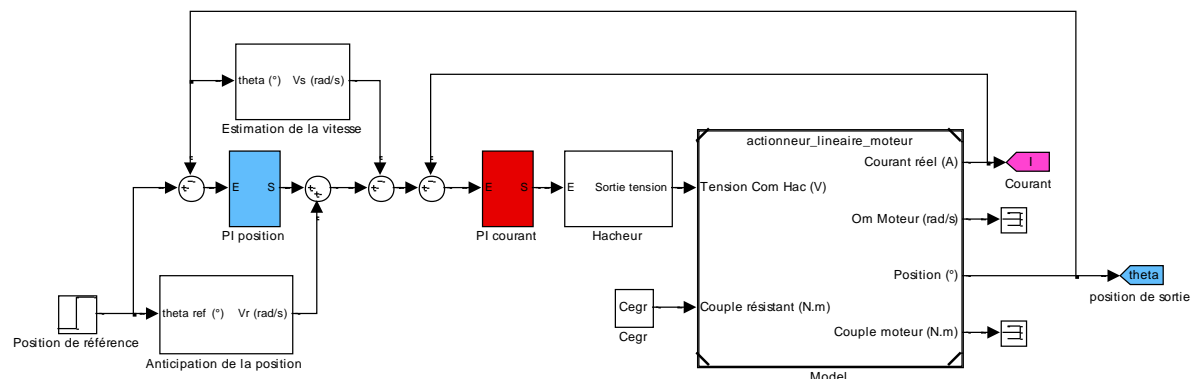 theta (°) Vs (rad/s)
Estimation de la vitesse
actionneur_lineaire_moteur
Courant réel (A)
I
Courant
E S
PI position
E S
PI courant
E Sortie tension
Hacheur
Tension Com Hac (V)
Om Moteur (rad/s)
Position (°)
theta
position de sortie
theta ref (°) Vr (rad/s)
Anticipation de la position
Position de référence
Cegr
Cegr
Couple résistant (N.m)
Couple moteur (N.m)
Model